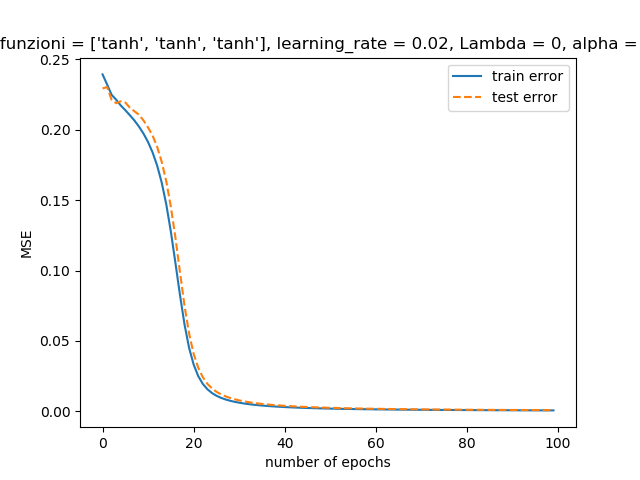 funzioni = ['tanh', 'tanh', 'tanh'], learning_rate = 0.02, Lambda = 0, alpha =
0.25
0.20
0.15
0.10
0.05
0.00
MSE
train error
test error
0 20 40 60 80 100
number of epochs